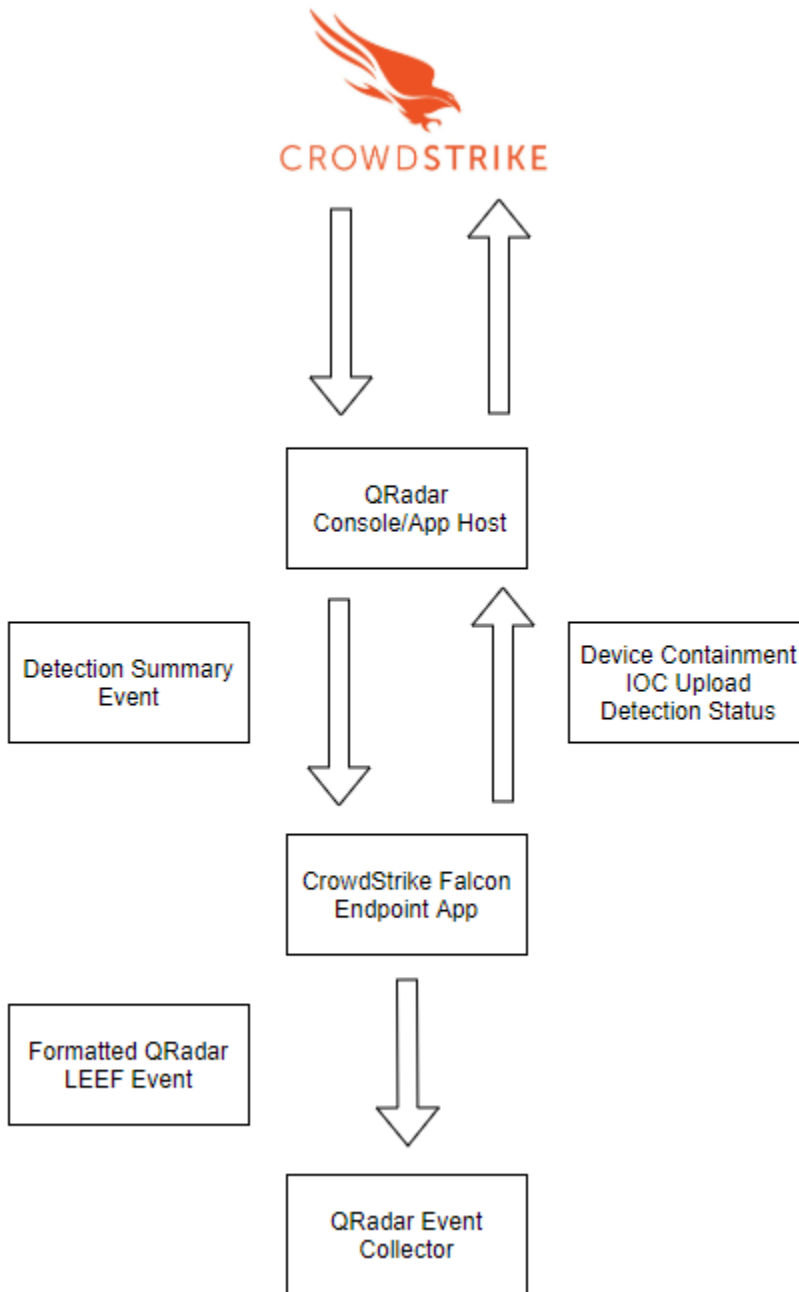 CROWDSTRIKE
QRadar
Console/App Host
Detection Summary
Event
Device Containment
IOC Upload
Detection Status
CrowdStrike Falcon
Endpoint App
Formatted QRadar
LEEF Event
QRadar Event
Collector